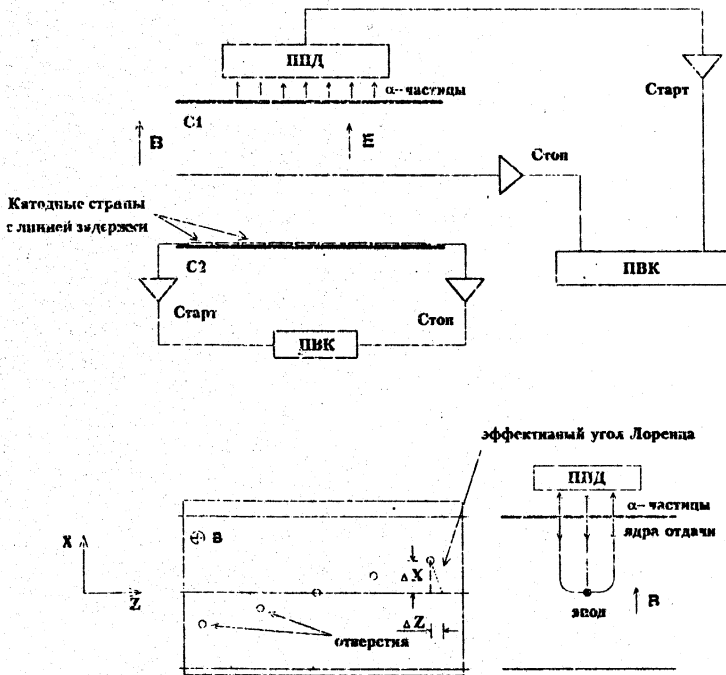 ППД
α-частицы
Старт
С1
B
E
Стоп
Катодные страпы
с линией задержки
С2
ПВК
Старт
Стоп
ПВК
эффективный угол Лоренца
ППД
α-частицы
ядра отдачи
B
X
Z
ΔX
ΔZ
отверстия
анод
B